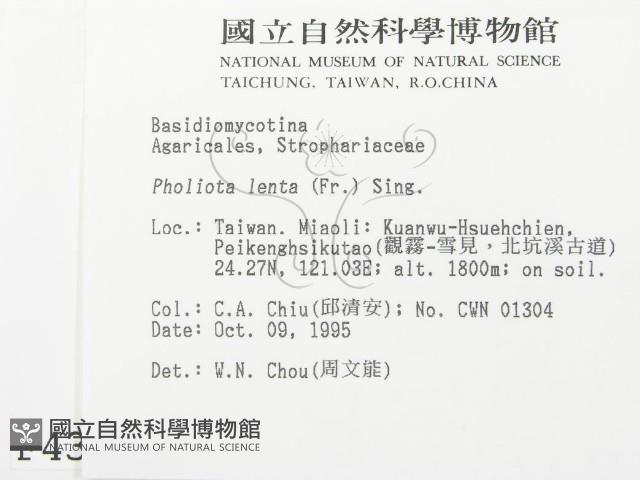 國立自然科學博物館
NATIONAL MUSEUM OF NATURAL SCIENCE
TAICHUNG, TAIWAN, R.O.CHINA
Basidiomycotina
Agaricales, Strophariaceae
Pholiota lenta (Fr.) Sing.
Loc.: Taiwan. Miaoli: Kuanwu-Hsuehchien,
Peikenghsikutao(觀霧-雪見，北坑溪古道)
24.27N, 121.03E; alt. 1800m; on soil.
Col.: C.A. Chiu(邱清安); No. CWN 01304
Date: Oct. 09, 1995
Det.: W.N. Chou(周文能)
國立自然科學博物館
NATIONAL MUSEUM OF NATURAL SCIENCE